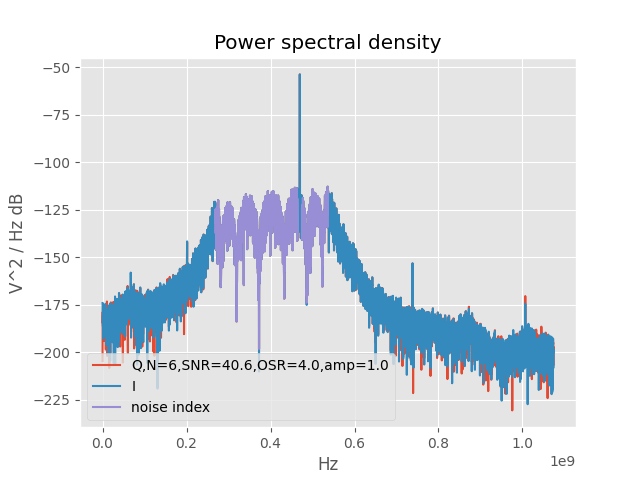 Power spectral density
−50
−75
−100
−125
−150
−175
−200
−225
V^2 / Hz dB
Q,N=6,SNR=40.6,OSR=4.0,amp=1.0
I
noise index
0.0 0.2 0.4 0.6 0.8 1.0
1e9
Hz